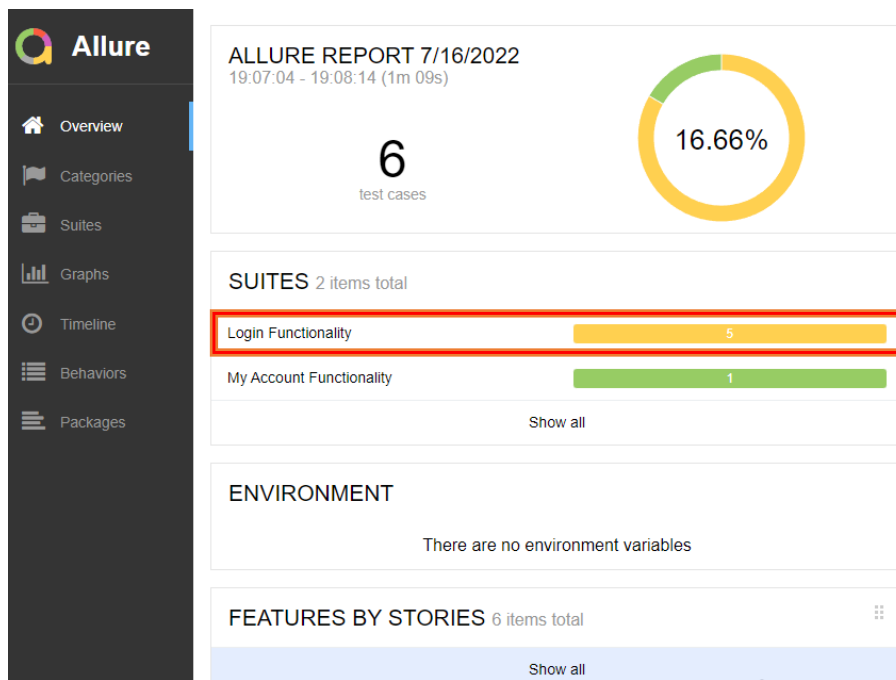 Allure
Overview
Categories
Suites
Graphs
Timeline
Behaviors
Packages
ALLURE REPORT 7/16/2022
19:07:04 - 19:08:14 (1m 09s)
6
test cases
16.66%
SUITES 2 items total
Login Functionality 5
My Account Functionality 1
Show all
ENVIRONMENT
There are no environment variables
FEATURES BY STORIES 6 items total
Show all